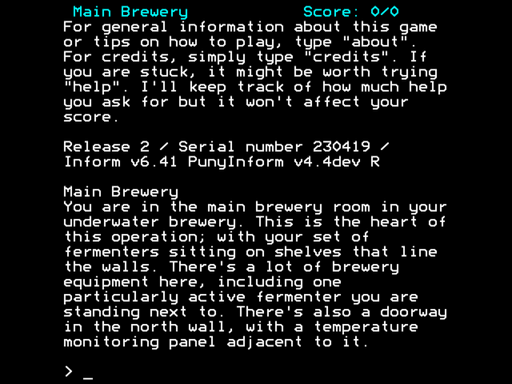 Main Brewery Score: 0/0
For general information about this game
or tips on how to play, type "about".
For credits, simply type "credits". If
you are stuck, it might be worth trying
"help". I'll keep track of how much help
you ask for but it won't affect your
score.
Release 2 / Serial number 230419 /
Inform v6.41 PunyInform v4.4dev R
Main Brewery
You are in the main brewery room in your
underwater brewery. This is the heart of
this operation; with your set of
fermenters sitting on shelves that line
the walls. There's a lot of brewery
equipment here, including one
particularly active fermenter you are
standing next to. There's also a doorway
in the north wall, with a temperature
monitoring panel adjacent to it.
> _